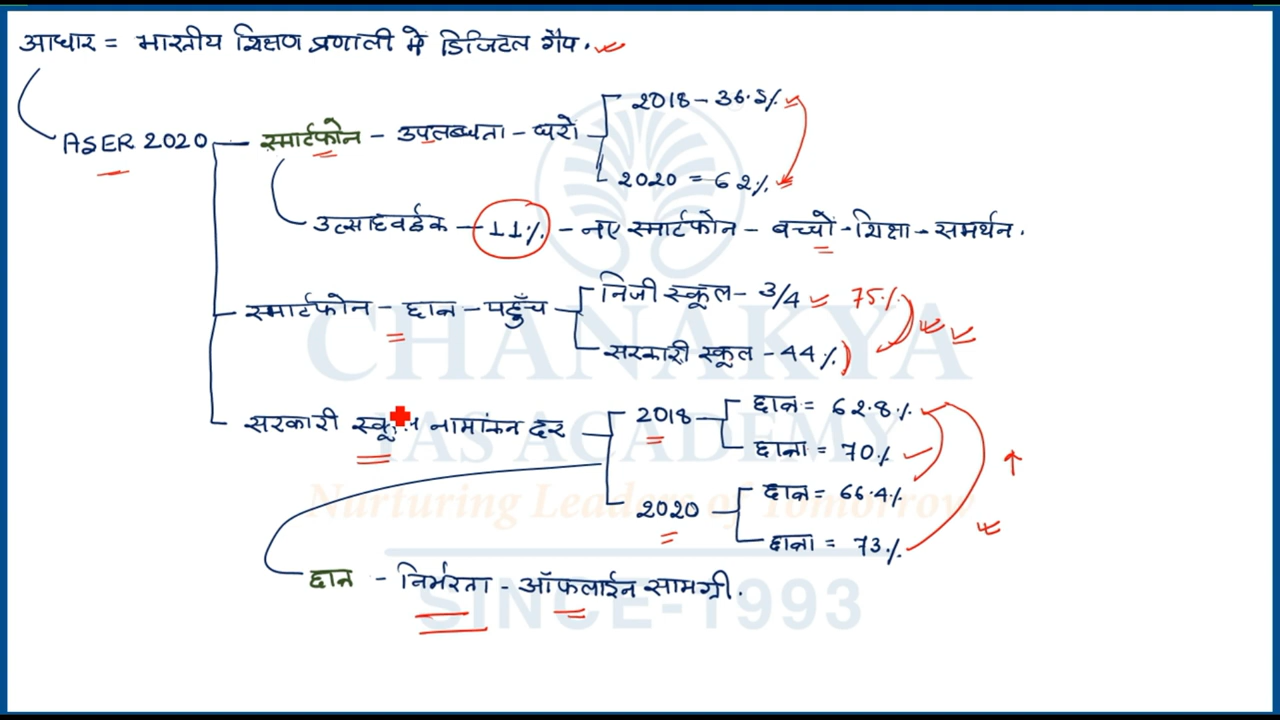 आधार = भारतीय शिक्षण प्रणाली मे डिजिटल गैप.
ASER 2020 - स्मार्टफोन - उपलब्धता - घरो
2018 - 36.5%
2020 = 62%
उत्साहवर्द्धक - 11% - नए स्मार्टफोन - बच्चो - शिक्षा - समर्थन.
स्मार्टफोन - छात्र - पहुँच
निजी स्कूल - 3/4 75%
सरकारी स्कूल - 44%
सरकारी स्कूल नामांकन दर
2018
छात्र = 62.8%
छात्रा = 70%
2020
छात्र = 66.4%
छात्रा = 73%
छात्र - निर्भरता - ऑफलाईन सामग्री.
CHANAKYA
IAS ACADEMY
Nurturing Leaders of Tomorrow
SINCE-1993